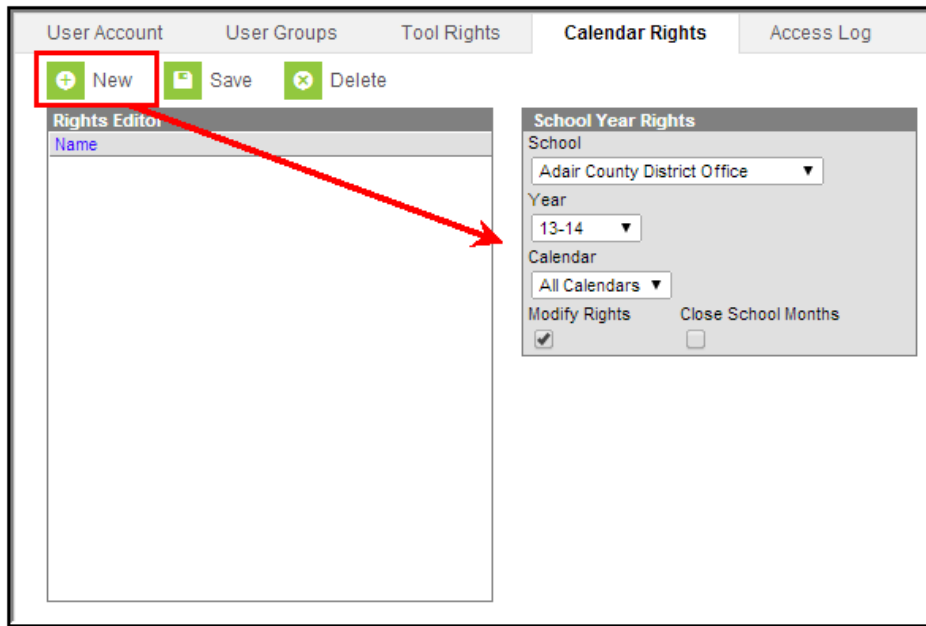 User Account User Groups Tool Rights Calendar Rights Access Log
New Save Delete
Rights Editor
Name
School Year Rights
School
Adair County District Office
Year
13-14
Calendar
All Calendars
Modify Rights Close School Months